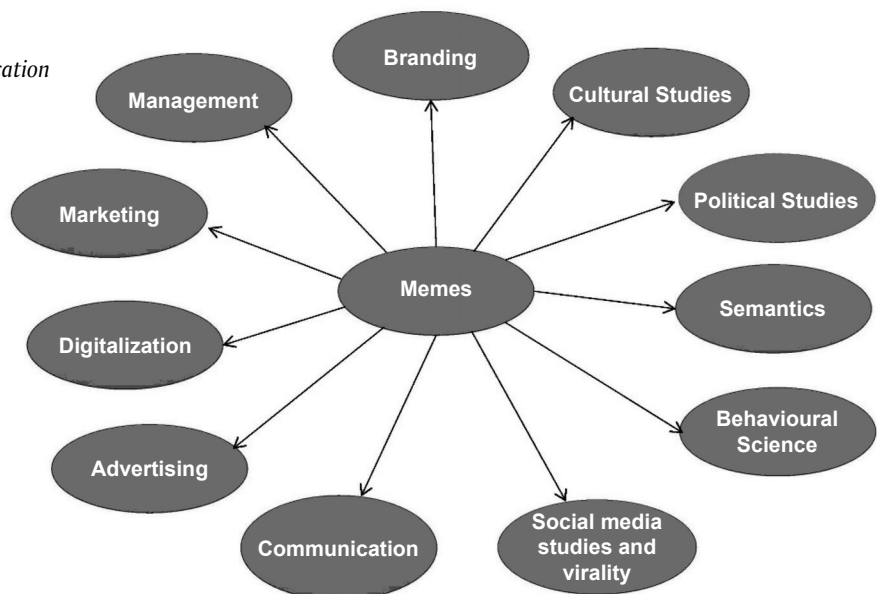 Branding
Cultural Studies
Management
Political Studies
Marketing
Memes
Semantics
Digitalization
Behavioural
Science
Advertising
Communication
Social media
studies and
virality